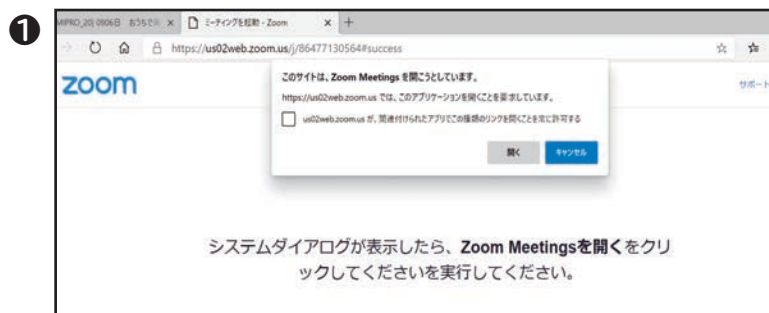 ❶
MIPRO_20( 0906日 おうちで
ミーティングを起動 - Zoom
https://us02web.zoom.us/j/86477130564#success
zoom
サポート
このサイトは、Zoom Meetings を開こうとしています。
https://us02web.zoom.us では、このアプリケーションを開くことを要求しています。
us02web.zoom.us が、関連付けられたアプリでこの種類のリンクを開くことを常に許可する
開く キャンセル
システムダイアログが表示したら、Zoom Meetingsを開くをクリ
ックしてくださいを実行してください。